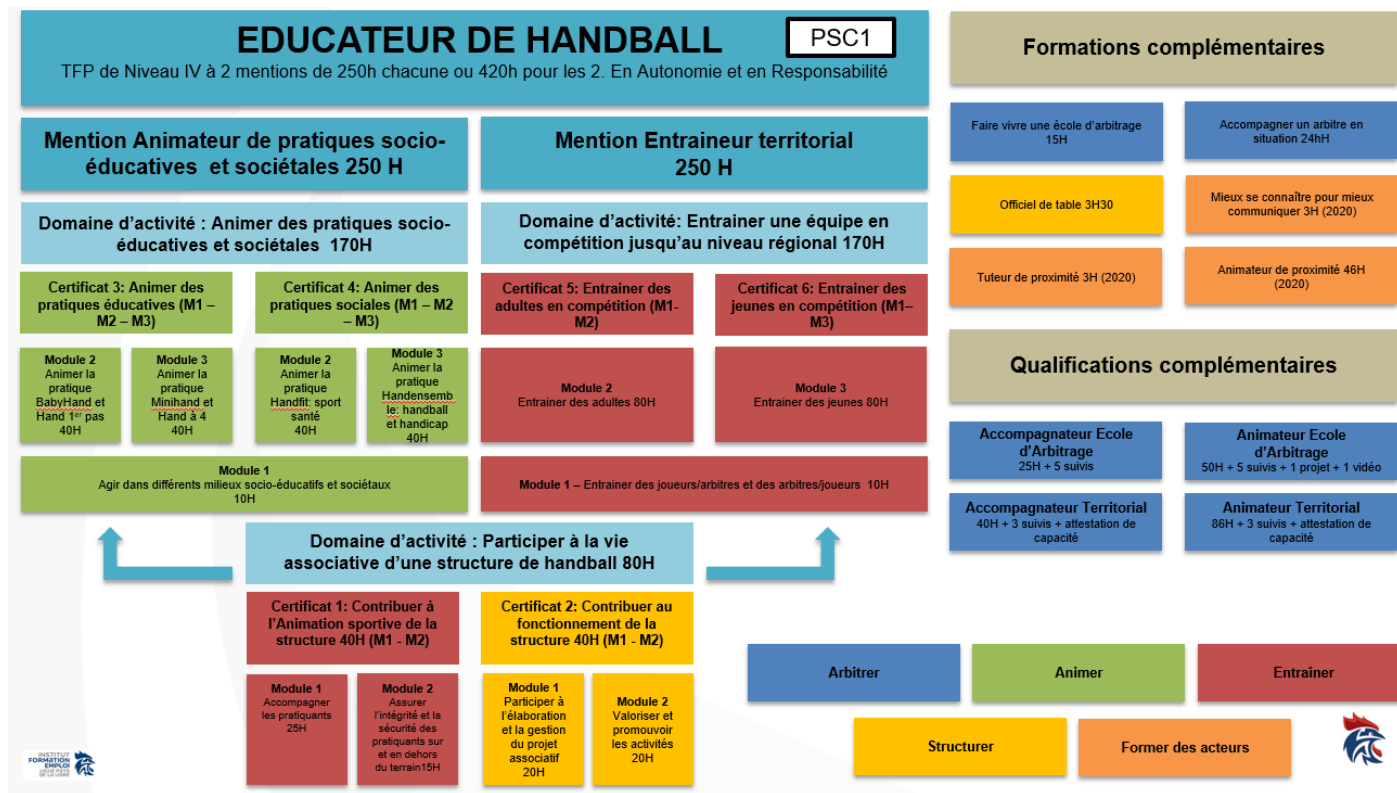 EDUCATEUR DE HANDBALL
PSC1
TFP de Niveau IV à 2 mentions de 250h chacune ou 420h pour les 2. En Autonomie et en Responsabilité
Mention Animateur de pratiques socio-
éducatives et sociétales 250 H
Mention Entraineur territorial
250 H
Domaine d’activité : Animer des pratiques socio-
éducatives et sociétales 170H
Domaine d’activité: Entrainer une équipe en
compétition jusqu’au niveau régional 170H
Certificat 3: Animer des
pratiques éducatives (M1 –
M2 – M3)
Certificat 4: Animer des
pratiques sociales (M1 – M2
– M3)
Certificat 5: Entrainer des
adultes en compétition (M1-
M2)
Certificat 6: Entrainer des
jeunes en compétition (M1–
M3)
Module 2
Animer la
pratique
BabyHand et
Hand 1er pas
40H
Module 3
Animer la
pratique
Minihand et
Hand à 4
40H
Module 2
Animer la
pratique
Handfit: sport
santé
40H
Module 3
Animer la
pratique
Handensemb
le: handball
et handicap
40H
Module 2
Entrainer des adultes 80H
Module 3
Entrainer des jeunes 80H
Module 1
Agir dans différents milieux socio-éducatifs et sociétaux
10H
Module 1 – Entrainer des joueurs/arbitres et des arbitres/joueurs 10H
Domaine d’activité : Participer à la vie
associative d’une structure de handball 80H
Certificat 1: Contribuer à
l’Animation sportive de la
structure 40H (M1 - M2)
Certificat 2: Contribuer au
fonctionnement de la
structure 40H (M1 - M2)
Module 1
Accompagner
les pratiquants
25H
Module 2
Assurer
l’intégrité et la
sécurité des
pratiquants sur
et en dehors
du terrain15H
Module 1
Participer à
l’élaboration
et la gestion
du projet
associatif
20H
Module 2
Valoriser et
promouvoir
les activités
20H
Formations complémentaires
Faire vivre une école d’arbitrage
15H
Accompagner un arbitre en
situation 24hH
Officiel de table 3H30
Mieux se connaître pour mieux
communiquer 3H (2020)
Tuteur de proximité 3H (2020)
Animateur de proximité 46H
(2020)
Qualifications complémentaires
Accompagnateur Ecole
d’Arbitrage
25H + 5 suivis
Animateur Ecole
d’Arbitrage
50H + 5 suivis + 1 projet + 1 vidéo
Accompagnateur Territorial
40H + 3 suivis + attestation de
capacité
Animateur Territorial
86H + 3 suivis + attestation de
capacité
Arbitrer
Animer
Entraîner
Structurer
Former des acteurs
INSTITUT
FORMATION
EMPLOI
LIGUE PAYS
DE LA LOIRE